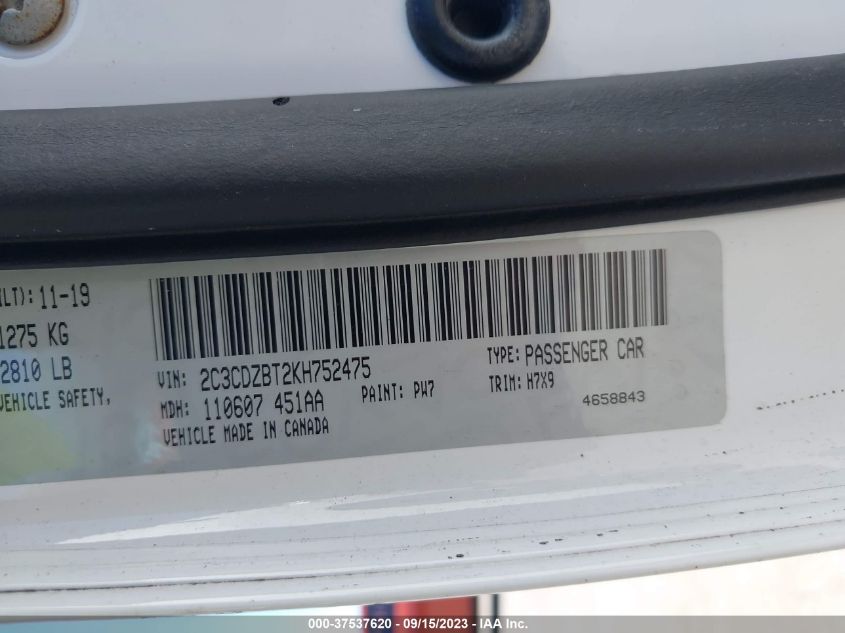 ILT): 11-19
1275 KG
2810 LB
VEHICLE SAFETY,
VIN: 2C3CDZBT2KH752475
TYPE: PASSENGER CAR
MDH: 110607 451AA
PAINT: PW7
TRIM: H7X9
VEHICLE MADE IN CANADA
4658843
000-37537620 - 09/15/2023 - IAA Inc.